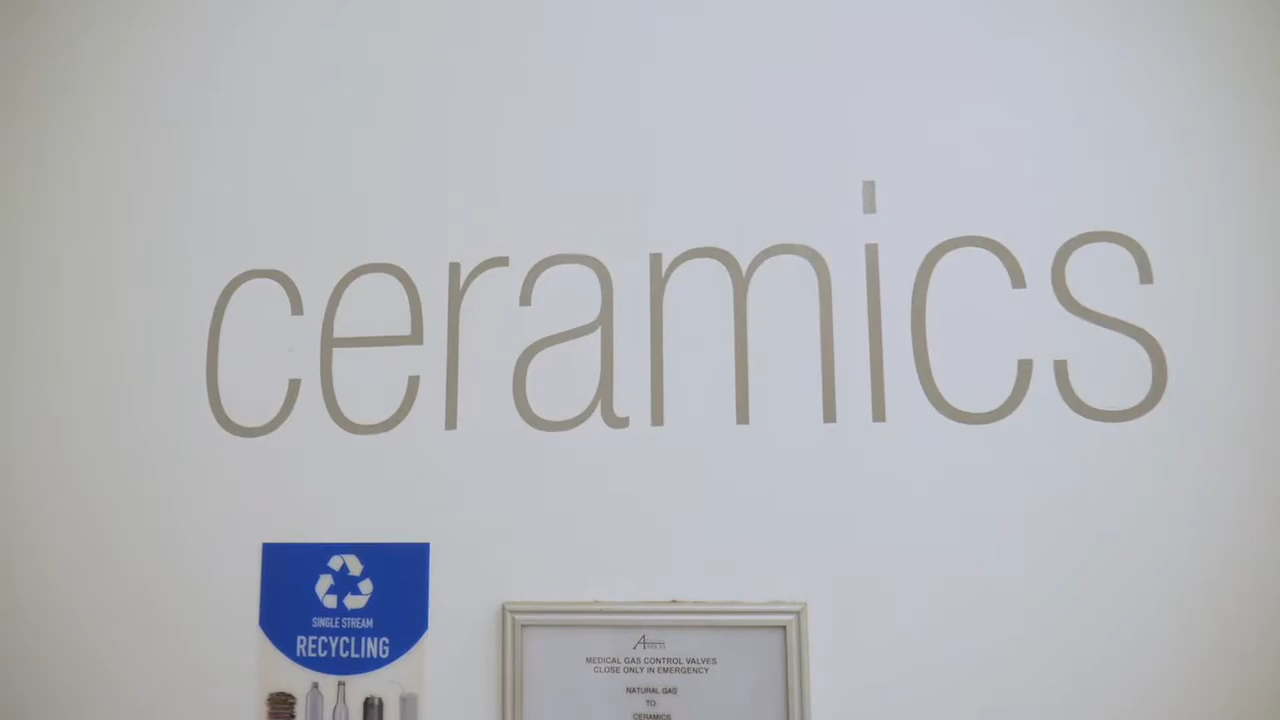 ceramics
SINGLE STREAM
RECYCLING
MEDICAL GAS CONTROL VALVES
CLOSE ONLY IN EMERGENCY
NATURAL GAS
TO
CERAMICS